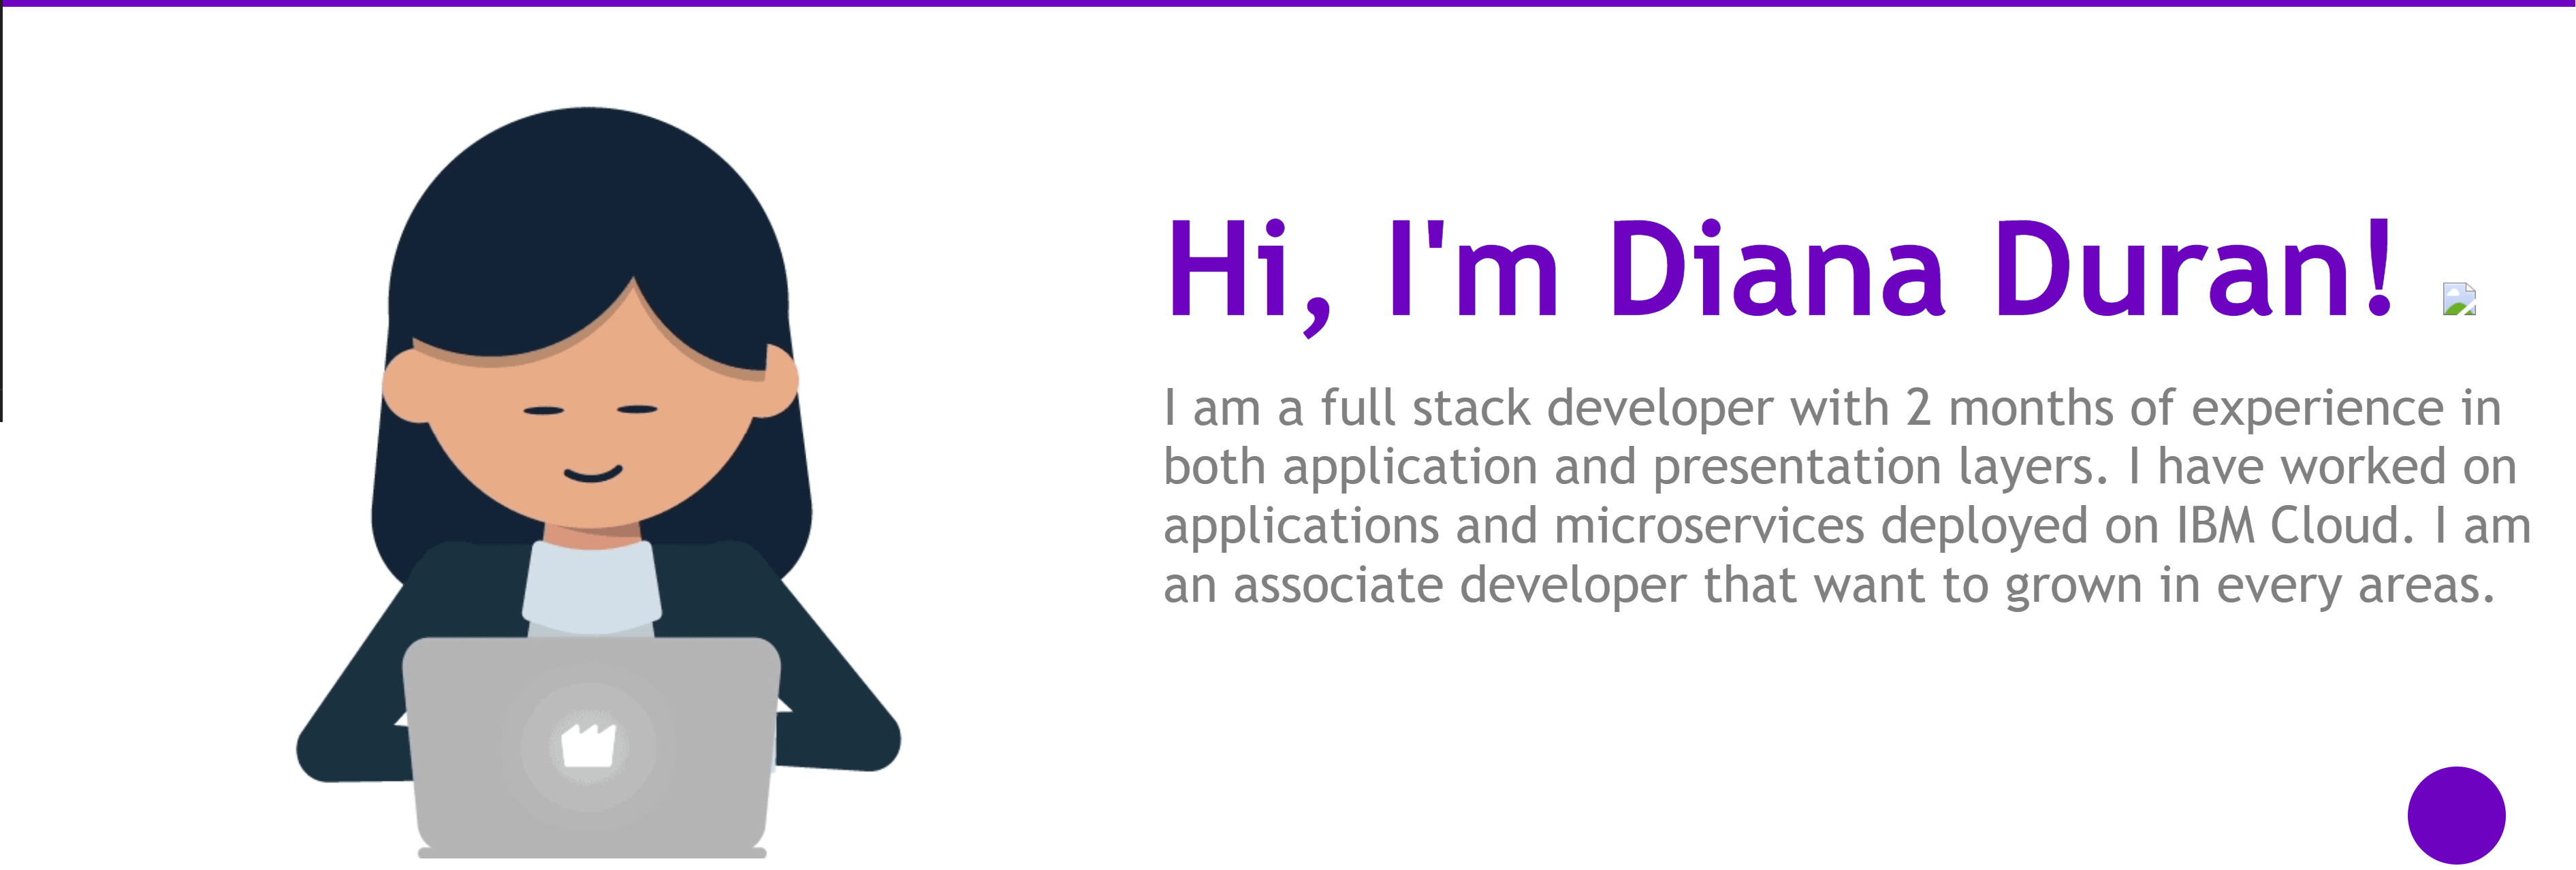 Hi, I'm Diana Duran!
I am a full stack developer with 2 months of experience in
both application and presentation layers. I have worked on
applications and microservices deployed on IBM Cloud. I am
an associate developer that want to grown in every areas.